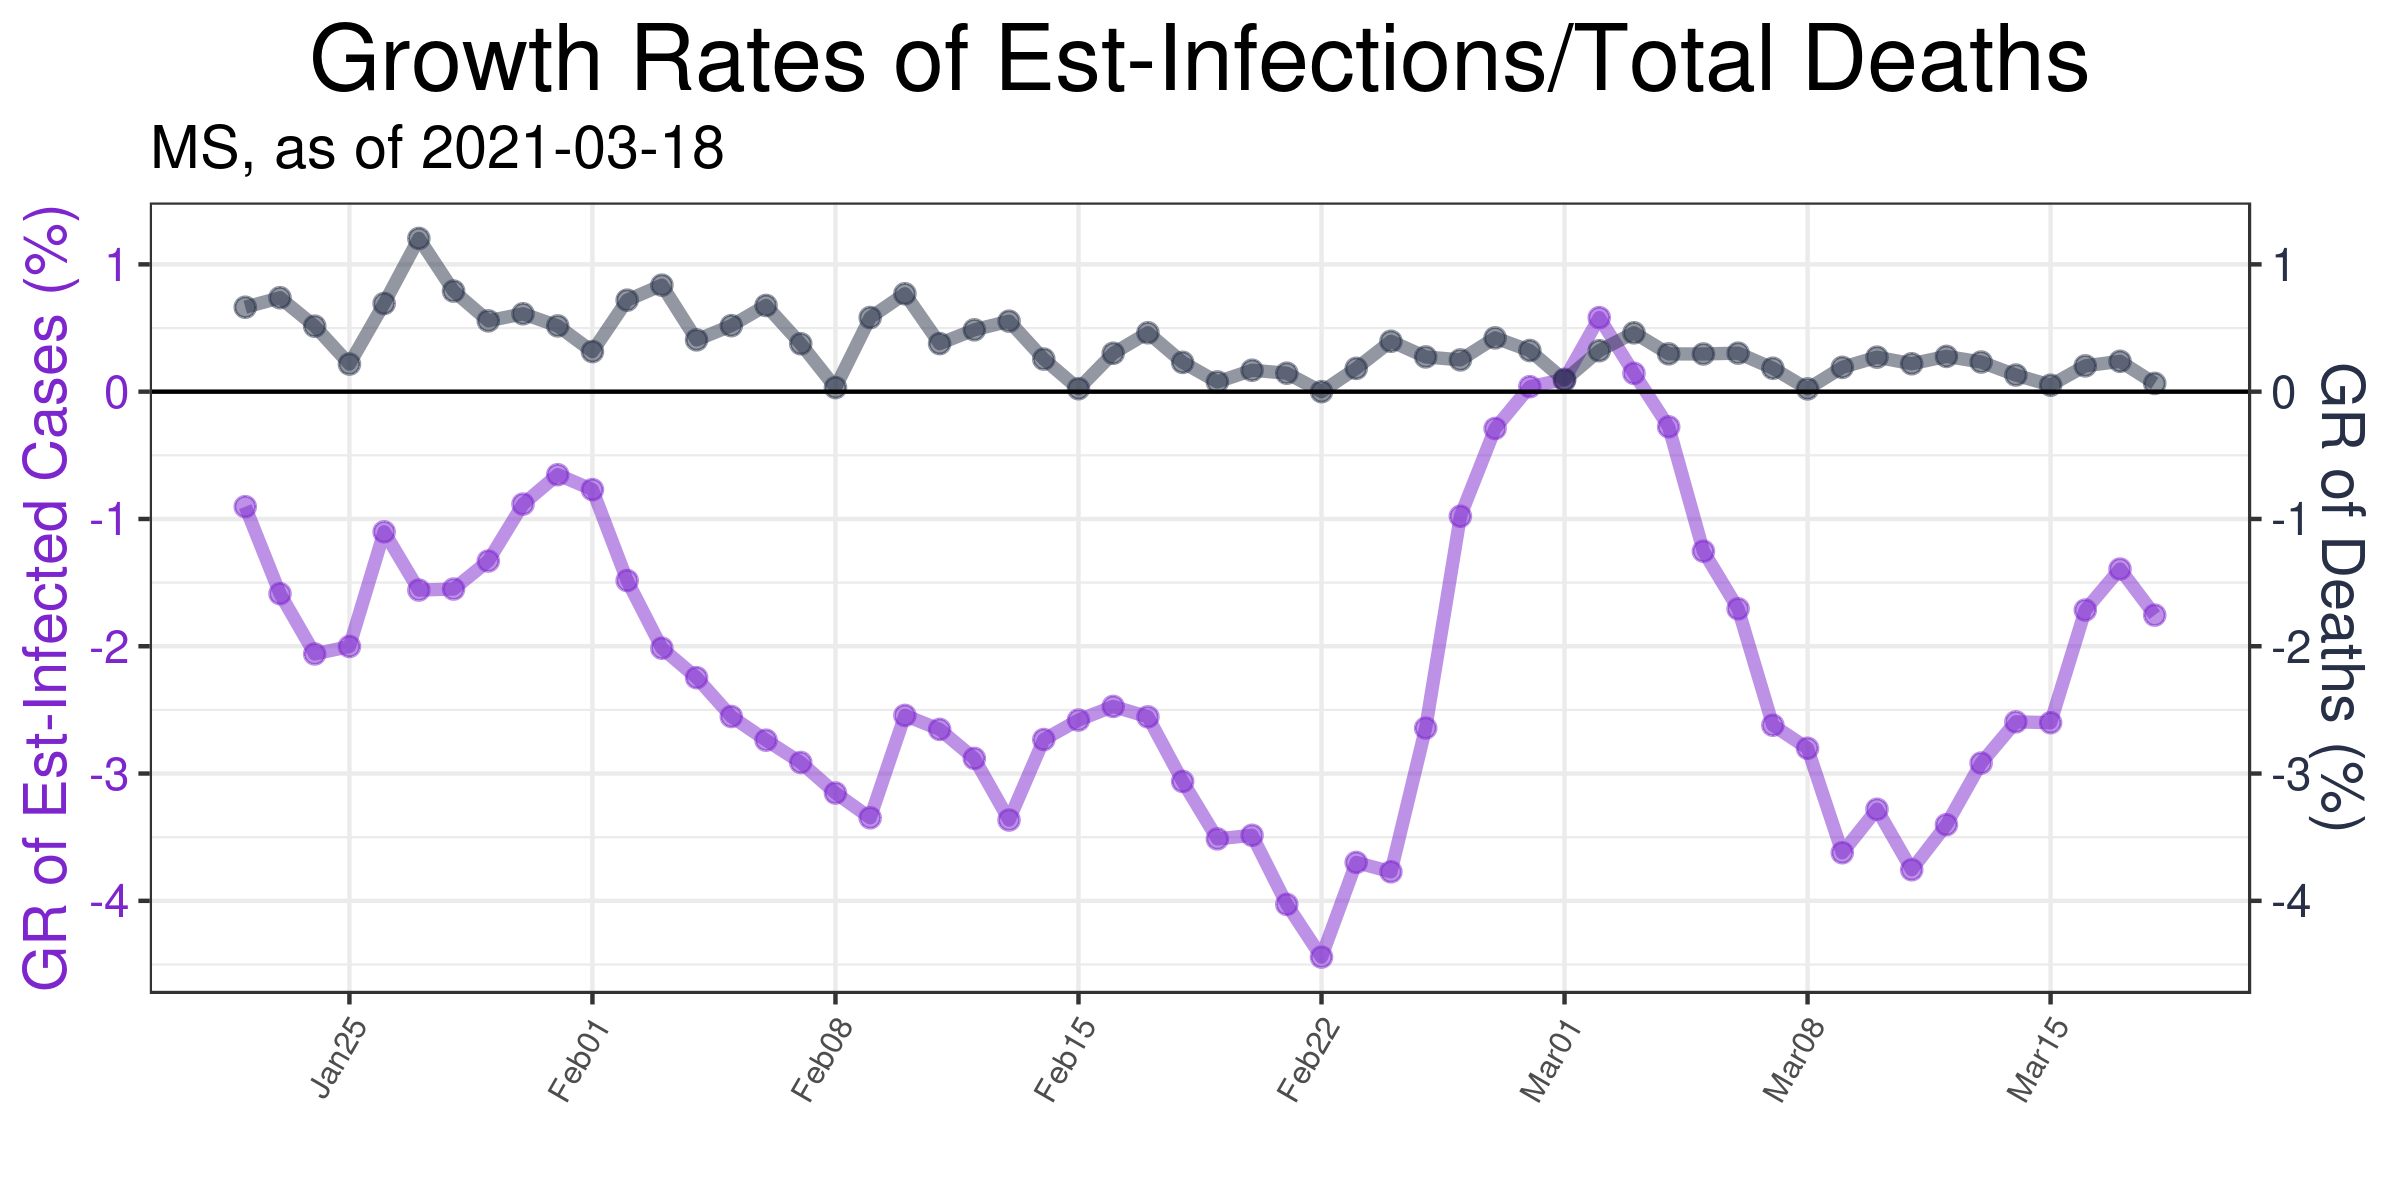 Growth Rates of Est-Infections/Total Deaths
MS, as of 2021-03-18
GR of Est-Infected Cases (%)
1
0
-1
-2
-3
-4
1
0
-1
-2
-3
-4
GR of Deaths (%)
Jan25
Feb01
Feb08
Feb15
Feb22
Mar01
Mar08
Mar15